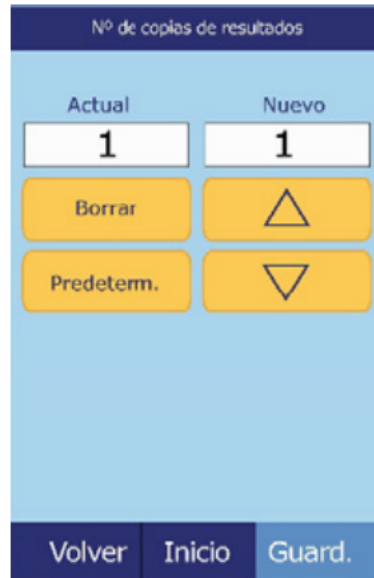 Nº de copias de resultados
Actual Nuevo
1 1
Borrar
Predeterm.
Volver Inicio Guard.